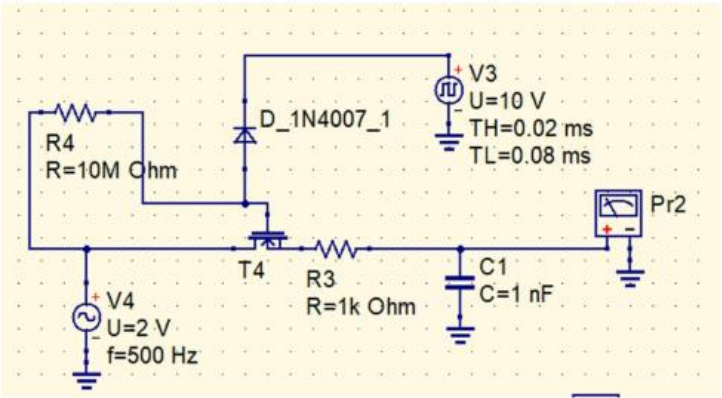 V3
U=10 V
TH=0.02 ms
TL=0.08 ms
D_1N4007_1
R4
R=10M Ohm
Pr2
T4
R3
R=1k Ohm
C1
C=1 nF
V4
U=2 V
f=500 Hz